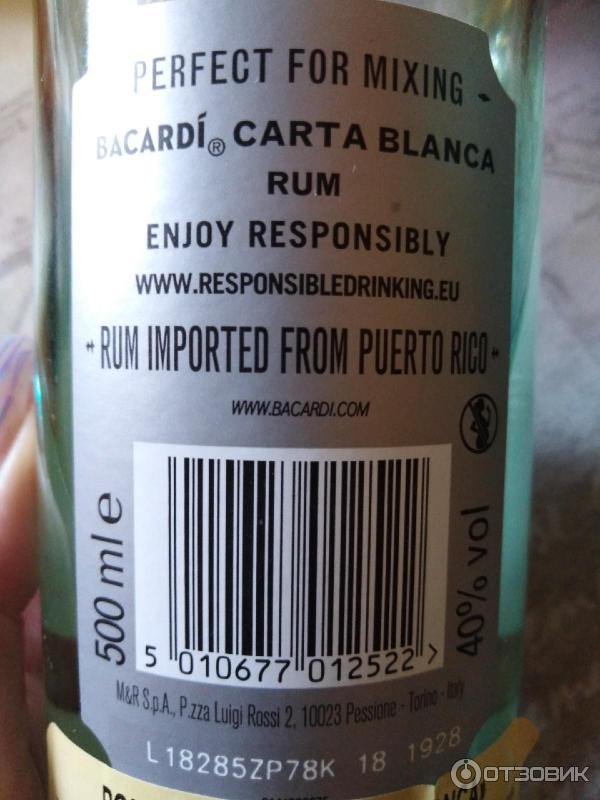 PERFECT FOR MIXING
BACARDÍ® CARTA BLANCA
RUM
ENJOY RESPONSIBLY
WWW.RESPONSIBLEDRINKING.EU
RUM IMPORTED FROM PUERTO RICO
WWW.BACARDI.COM
500 ml e
40% vol
5 010677 012522 >
M&R S.p.A., P.zza Luigi Rossi 2, 10023 Pessione - Torino - Italy
L18285ZP78K 18 1928
ОТЗОВИК